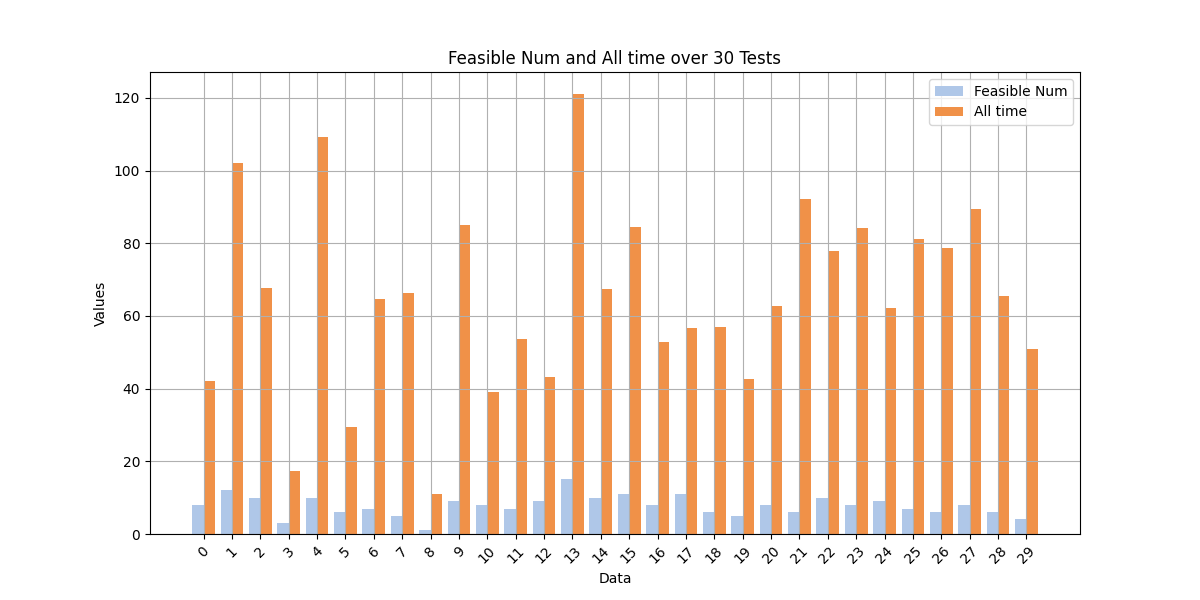 Feasible Num and All time over 30 Tests
Feasible Num
All time
120
100
80
60
40
20
0
Values
0 1 2 3 4 5 6 7 8 9 10 11 12 13 14 15 16 17 18 19 20 21 22 23 24 25 26 27 28 29
Data